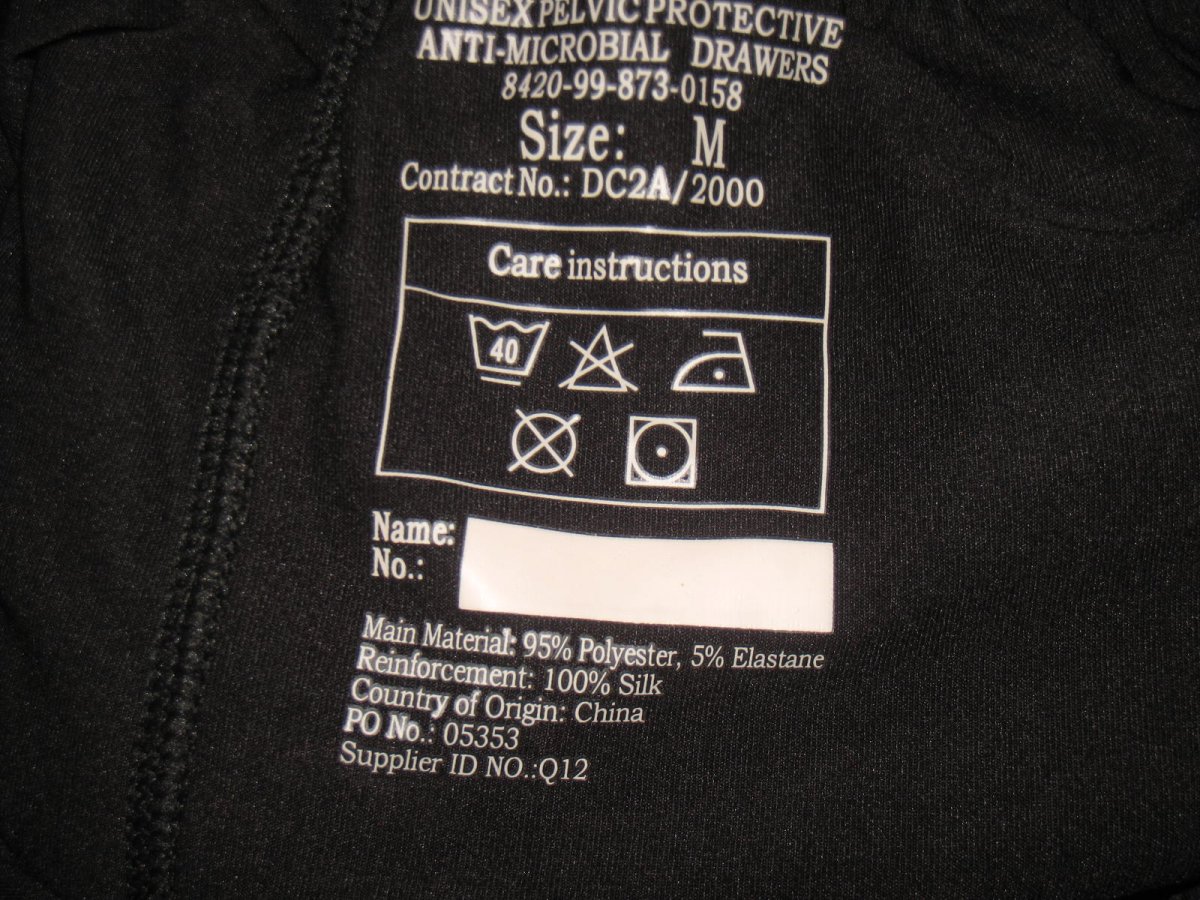 UNISEX PELVIC PROTECTIVE
ANTI-MICROBIAL DRAWERS
8420-99-873-0158
Size: M
Contract No.: DC2A/2000
Care instructions
40
Name:
No.:
Main Material: 95% Polyester, 5% Elastane
Reinforcement: 100% Silk
Country of Origin: China
PO No.: 05353
Supplier ID NO.:Q12